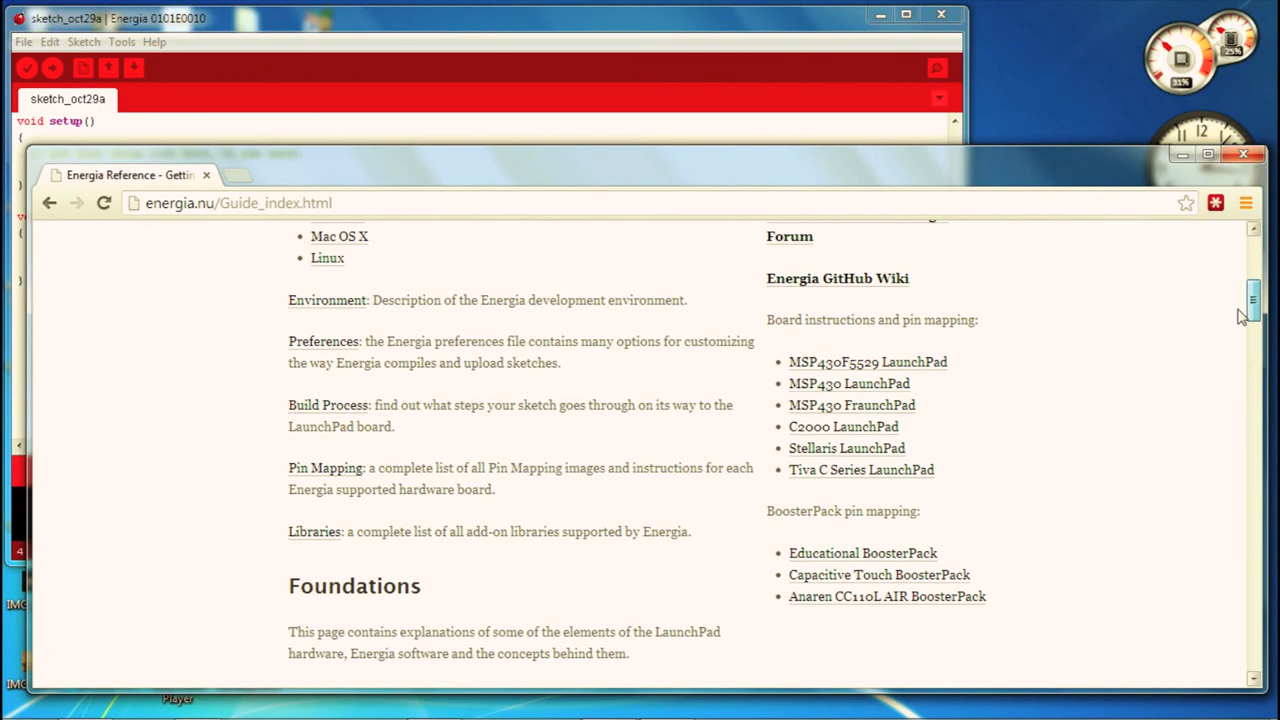 sketch_oct29a | Energia 0101E0010
File Edit Sketch Tools Help
sketch_oct29a
void setup()
{
}
{
}
31%
25%
12
11
1
Energia Reference - Gettin
energia.nu/Guide_index.html
Mac OS X
Linux
Environment: Description of the Energia development environment.
Preferences: the Energia preferences file contains many options for customizing
the way Energia compiles and upload sketches.
Build Process: find out what steps your sketch goes through on its way to the
LaunchPad board.
Pin Mapping: a complete list of all Pin Mapping images and instructions for each
Energia supported hardware board.
Libraries: a complete list of all add-on libraries supported by Energia.
Foundations
This page contains explanations of some of the elements of the LaunchPad
hardware, Energia software and the concepts behind them.
Forum
Energia GitHub Wiki
Board instructions and pin mapping:
MSP430F5529 LaunchPad
MSP430 LaunchPad
MSP430 FraunchPad
C2000 LaunchPad
Stellaris LaunchPad
Tiva C Series LaunchPad
BoosterPack pin mapping:
Educational BoosterPack
Capacitive Touch BoosterPack
Anaren CC110L AIR BoosterPack
4
Player